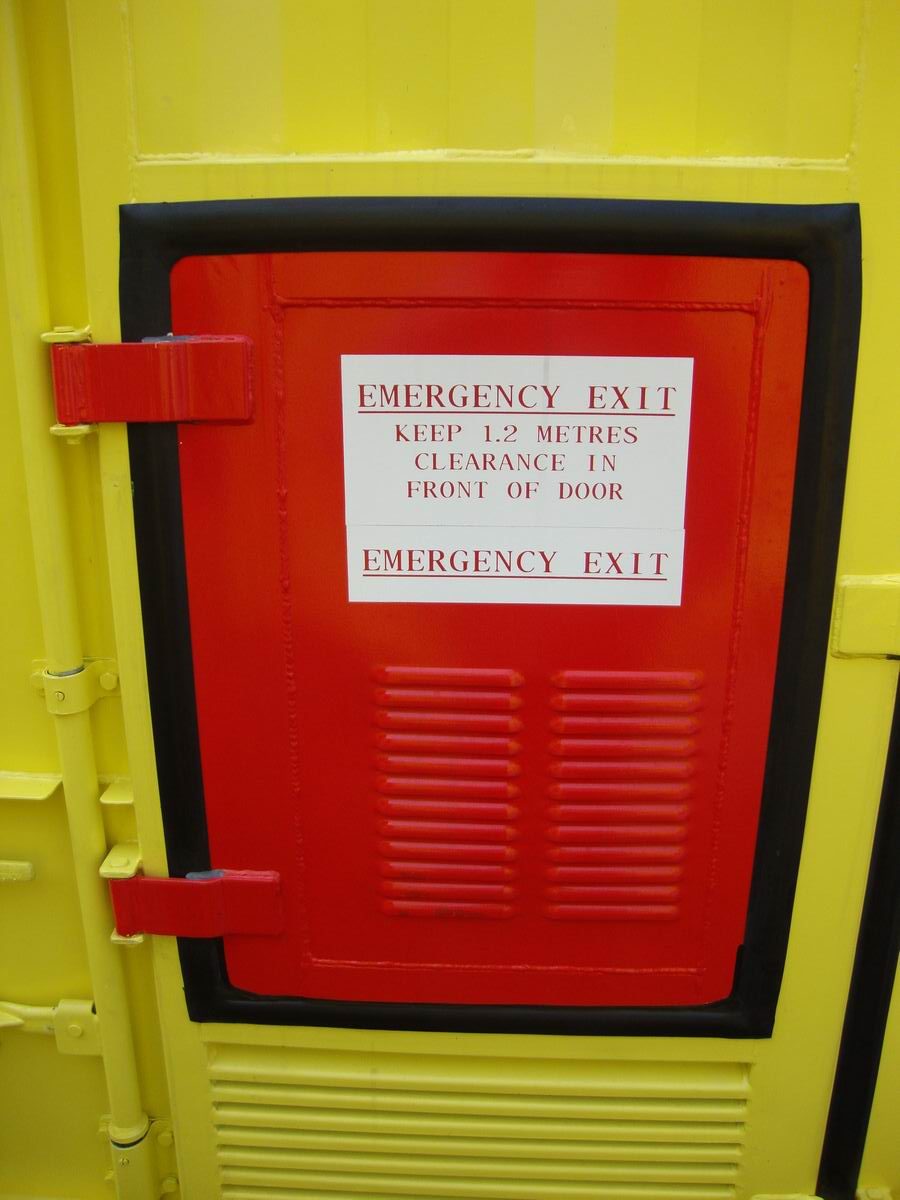 EMERGENCY EXIT
KEEP 1.2 METRES
CLEARANCE IN
FRONT OF DOOR
EMERGENCY EXIT